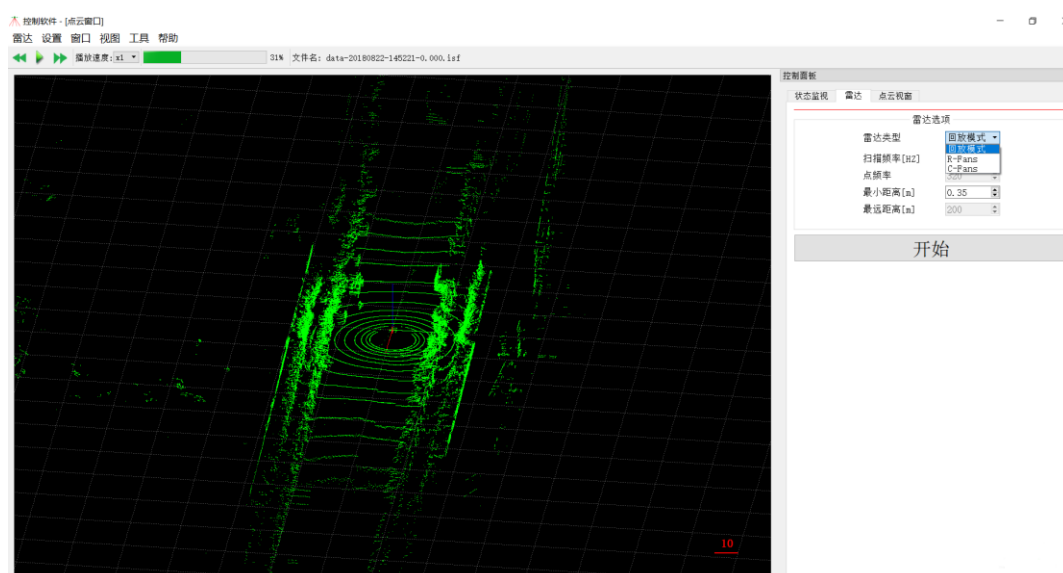 控制软件 - [点云窗口]
雷达 设置 窗口 视图 工具 帮助
播放速度: x1 31% 文件名: data-20180822-145221-0.000.isf
控制面板
状态监视 雷达 点云视窗
雷达选项
雷达类型 回放模式
回放模式
扫描频率[HZ] R-Fans
C-Fans
点频率 320
最小距离[m] 0.35
最远距离[m] 200
开始
10